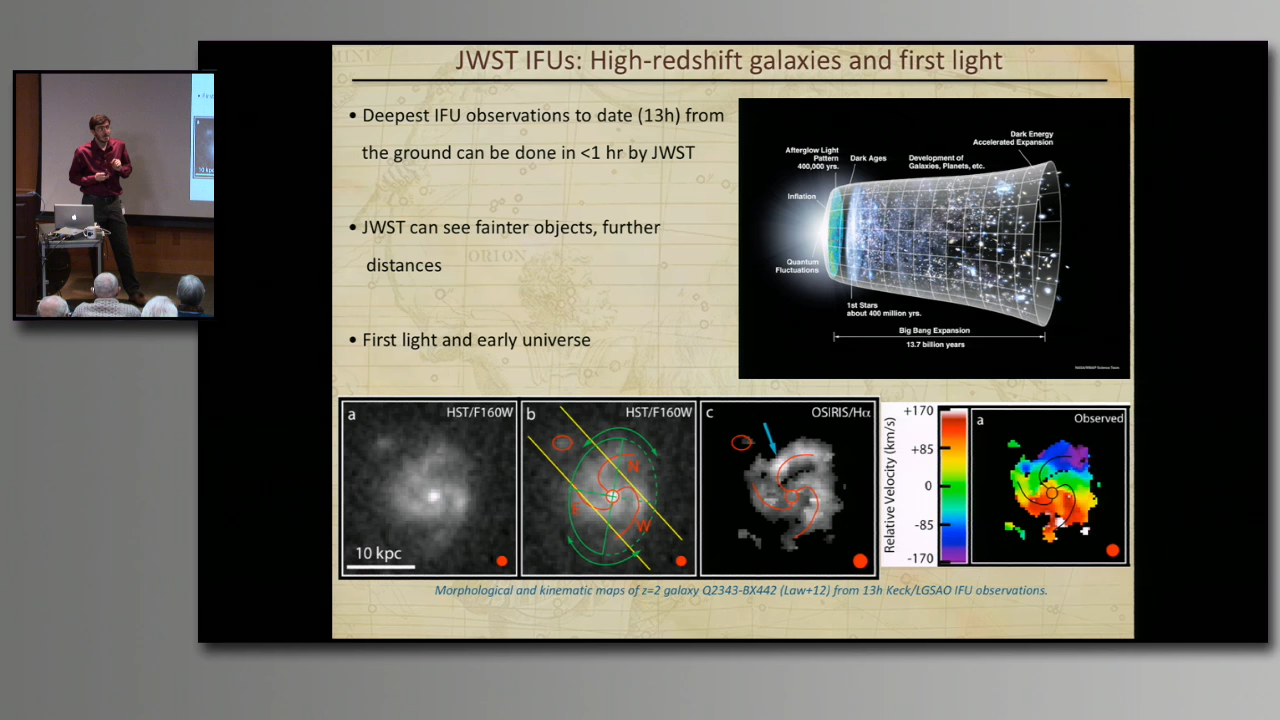 JWST IFUs: High-redshift galaxies and first light
• Deepest IFU observations to date (13h) from
the ground can be done in <1 hr by JWST
• JWST can see fainter objects, further
distances
• First light and early universe
ORION
Dark Energy
Accelerated Expansion
Afterglow Light
Pattern
400,000 yrs.
Dark Ages
Development of
Galaxies, Planets, etc.
Inflation
Quantum
Fluctuations
1st Stars
about 400 million yrs.
Big Bang Expansion
13.7 billion years
a
HST/F160W
10 kpc
b
HST/F160W
N
E
W
c
OSIRIS/Hα
Relative Velocity (km/s)
+170
+85
0
-85
-170
a
Observed
Morphological and kinematic maps of z=2 galaxy Q2343-BX442 (Law+12) from 13h Keck/LGSAO IFU observations.